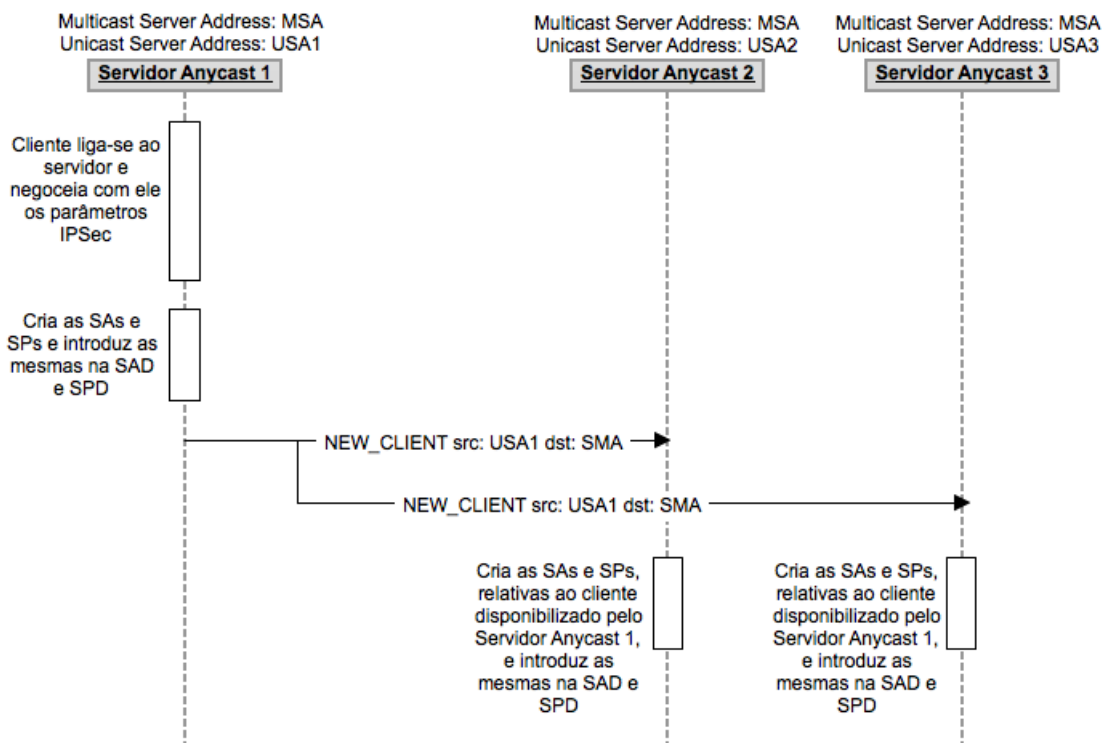 Multicast Server Address: MSA
Unicast Server Address: USA1
Servidor Anycast 1
Multicast Server Address: MSA
Unicast Server Address: USA2
Servidor Anycast 2
Multicast Server Address: MSA
Unicast Server Address: USA3
Servidor Anycast 3
Cliente liga-se ao
servidor e
negoceia com ele
os parâmetros
IPSec
Cria as SAs e
SPs e introduz as
mesmas na SAD
e SPD
NEW_CLIENT src: USA1 dst: SMA
NEW_CLIENT src: USA1 dst: SMA
Cria as SAs e SPs,
relativas ao cliente
disponibilizado pelo
Servidor Anycast 1,
e introduz as
mesmas na SAD e
SPD
Cria as SAs e SPs,
relativas ao cliente
disponibilizado pelo
Servidor Anycast 1,
e introduz as
mesmas na SAD e
SPD